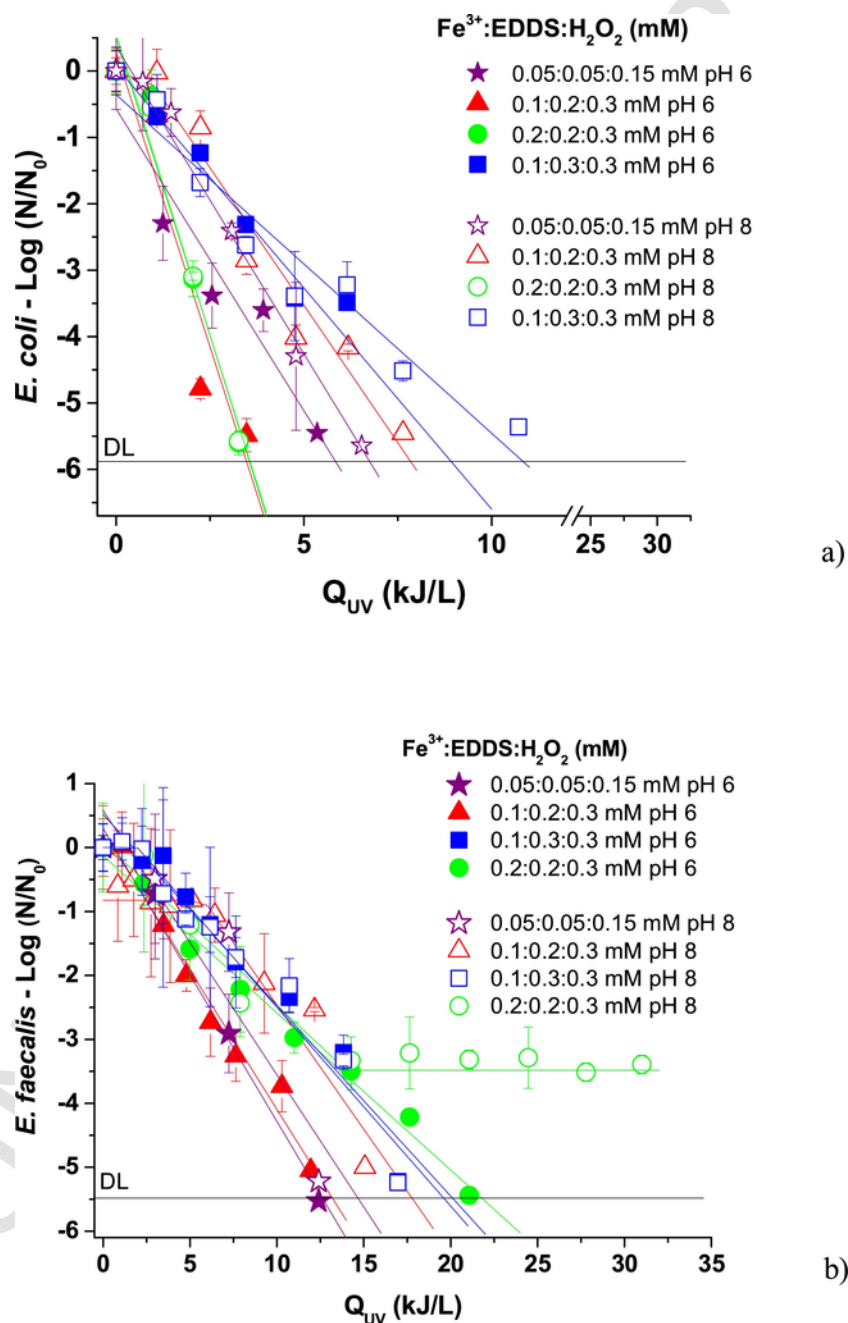 Fe³⁺:EDDS:H₂O₂ (mM)
0.05:0.05:0.15 mM pH 6
0.1:0.2:0.3 mM pH 6
0.2:0.2:0.3 mM pH 6
0.1:0.3:0.3 mM pH 6
0.05:0.05:0.15 mM pH 8
0.1:0.2:0.3 mM pH 8
0.2:0.2:0.3 mM pH 8
0.1:0.3:0.3 mM pH 8
E. coli - Log (N/N₀)
0
-1
-2
-3
-4
-5
-6
DL
0 5 10 25 30
Q_UV (kJ/L)
a)
Fe³⁺:EDDS:H₂O₂ (mM)
0.05:0.05:0.15 mM pH 6
0.1:0.2:0.3 mM pH 6
0.1:0.3:0.3 mM pH 6
0.2:0.2:0.3 mM pH 6
0.05:0.05:0.15 mM pH 8
0.1:0.2:0.3 mM pH 8
0.1:0.3:0.3 mM pH 8
0.2:0.2:0.3 mM pH 8
E. faecalis - Log (N/N₀)
1
0
-1
-2
-3
-4
-5
-6
DL
0 5 10 15 20 25 30 35
Q_UV (kJ/L)
b)